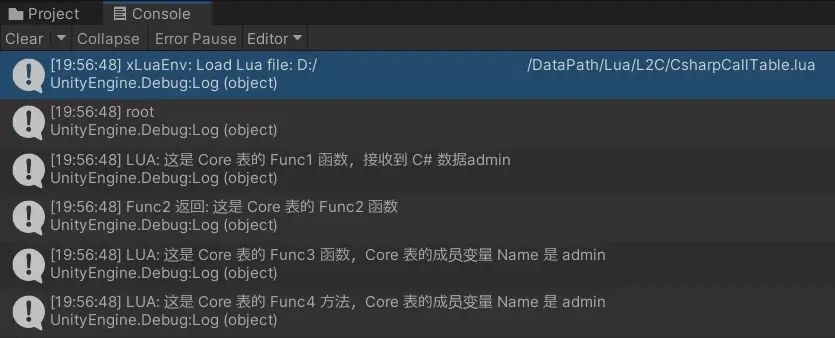 Project Console
Clear Collapse Error Pause Editor
[19:56:48] xLuaEnv: Load Lua file: D:/ /DataPath/Lua/L2C/CsharpCallTable.lua
UnityEngine.Debug:Log (object)
[19:56:48] root
UnityEngine.Debug:Log (object)
[19:56:48] LUA: 这是 Core 表的 Func1 函数，接收到 C# 数据admin
UnityEngine.Debug:Log (object)
[19:56:48] Func2 返回: 这是 Core 表的 Func2 函数
UnityEngine.Debug:Log (object)
[19:56:48] LUA: 这是 Core 表的 Func3 函数，Core 表的成员变量 Name 是 admin
UnityEngine.Debug:Log (object)
[19:56:48] LUA: 这是 Core 表的 Func4 方法，Core 表的成员变量 Name 是 admin
UnityEngine.Debug:Log (object)